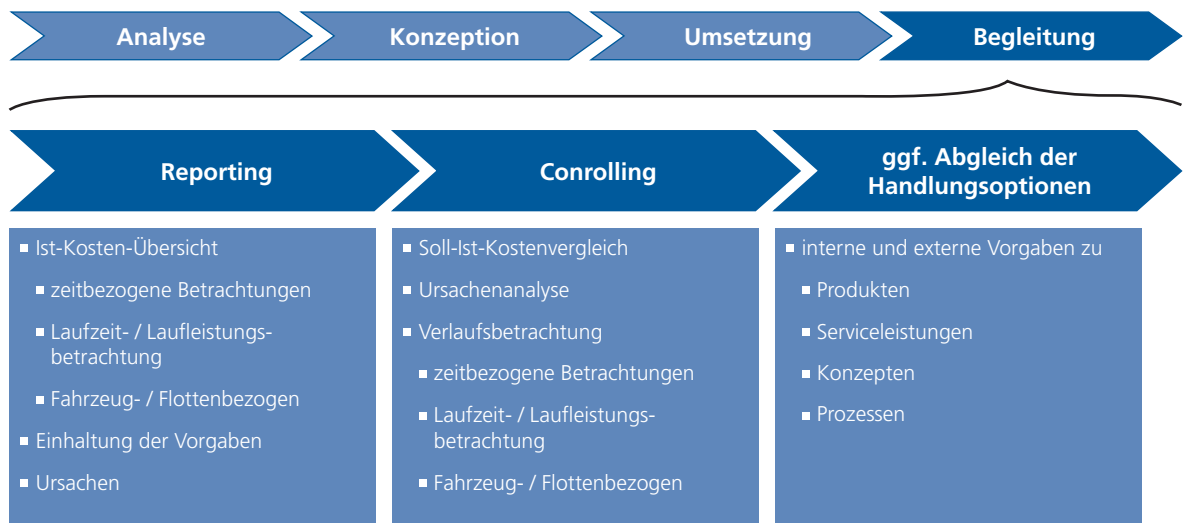 Analyse
Konzeption
Umsetzung
Begleitung
Reporting
Conrolling
ggf. Abgleich der
Handlungsoptionen
Ist-Kosten-Übersicht
zeitbezogene Betrachtungen
Laufzeit- / Laufleistungs-
betrachtung
Fahrzeug- / Flottenbezogen
Einhaltung der Vorgaben
Ursachen
Soll-Ist-Kostenvergleich
Ursachenanalyse
Verlaufsbetrachtung
zeitbezogene Betrachtungen
Laufzeit- / Laufleistungs-
betrachtung
Fahrzeug- / Flottenbezogen
interne und externe Vorgaben zu
Produkten
Serviceleistungen
Konzepten
Prozessen